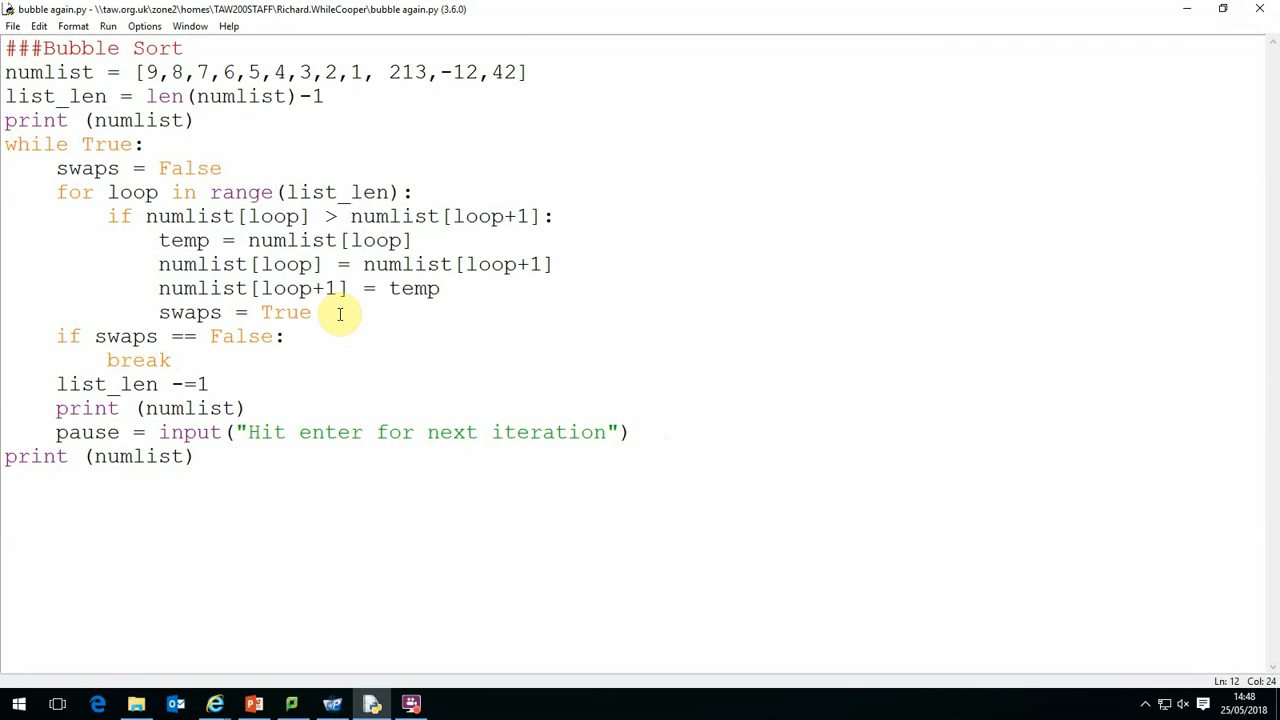 bubble again.py - \\taw.org.uk\zone2\homes\TAW200STAFF\Richard.WhileCooper\bubble again.py (3.6.0)
File Edit Format Run Options Window Help
###Bubble Sort
numlist = [9,8,7,6,5,4,3,2,1, 213,-12,42]
list_len = len(numlist)-1
print (numlist)
while True:
    swaps = False
    for loop in range(list_len):
        if numlist[loop] > numlist[loop+1]:
            temp = numlist[loop]
            numlist[loop] = numlist[loop+1]
            numlist[loop+1] = temp
            swaps = True
    if swaps == False:
        break
    list_len -=1
    print (numlist)
    pause = input("Hit enter for next iteration")
print (numlist)
Ln: 12 Col: 24
14:48
25/05/2018